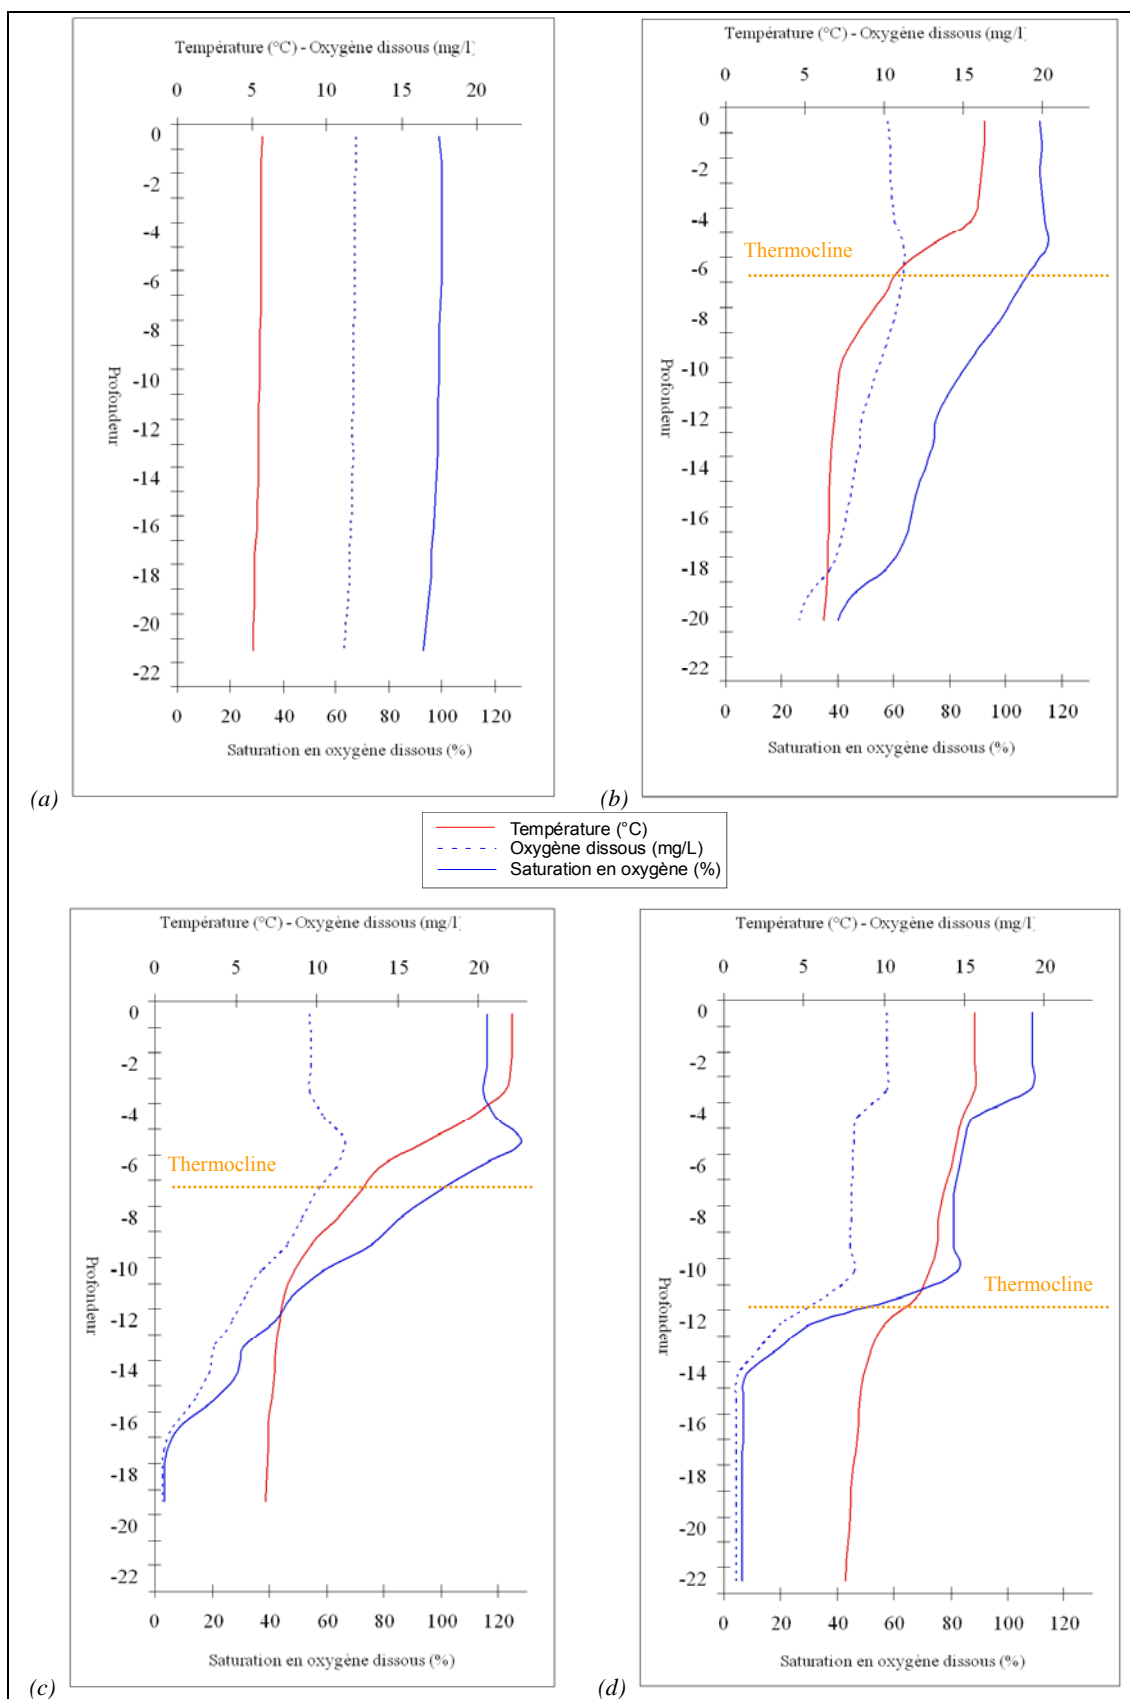 Température (°C) - Oxygène dissous (mg/l)
0 5 10 15 20
0
-2
-4
-6
-8
-10
-12
-14
-16
-18
-20
-22
Profondeur
0 20 40 60 80 100 120
Saturation en oxygène dissous (%)
(a)
Température (°C) - Oxygène dissous (mg/l)
0 5 10 15 20
0
-2
-4
Thermocline
-6
-8
-10
-12
-14
-16
-18
-20
-22
Profondeur
0 20 40 60 80 100 120
Saturation en oxygène dissous (%)
(b)
Température (°C)
Oxygène dissous (mg/L)
Saturation en oxygène (%)
Température (°C) - Oxygène dissous (mg/l)
0 5 10 15 20
0
-2
-4
-6
Thermocline
-8
-10
-12
-14
-16
-18
-20
-22
Profondeur
0 20 40 60 80 100 120
Saturation en oxygène dissous (%)
(c)
Température (°C) - Oxygène dissous (mg/l)
0 5 10 15 20
0
-2
-4
-6
-8
-10
Thermocline
-12
-14
-16
-18
-20
-22
Profondeur
0 20 40 60 80 100 120
Saturation en oxygène dissous (%)
(d)